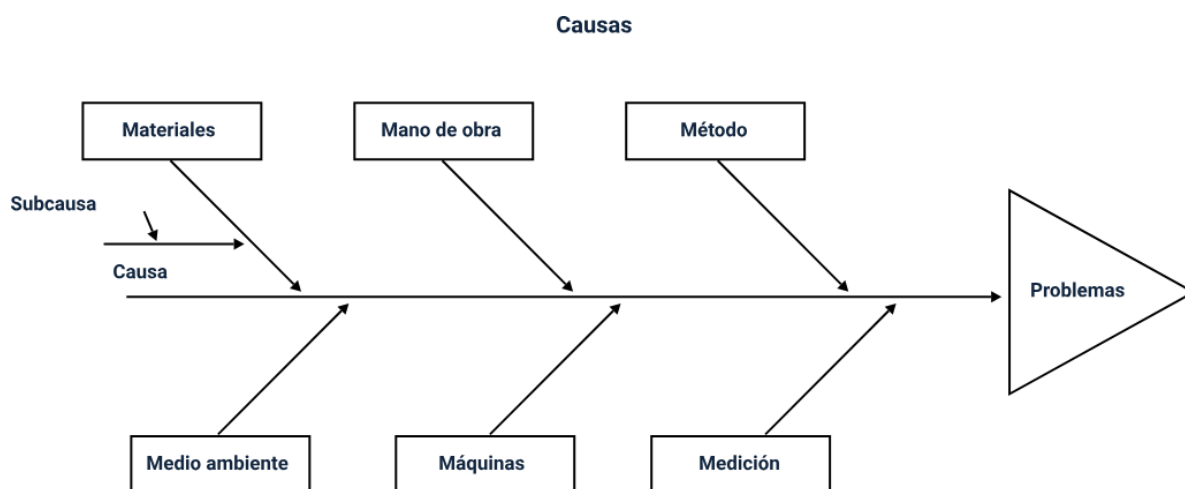 Causas
Materiales
Mano de obra
Método
Subcausa
Causa
Problemas
Medio ambiente
Máquinas
Medición